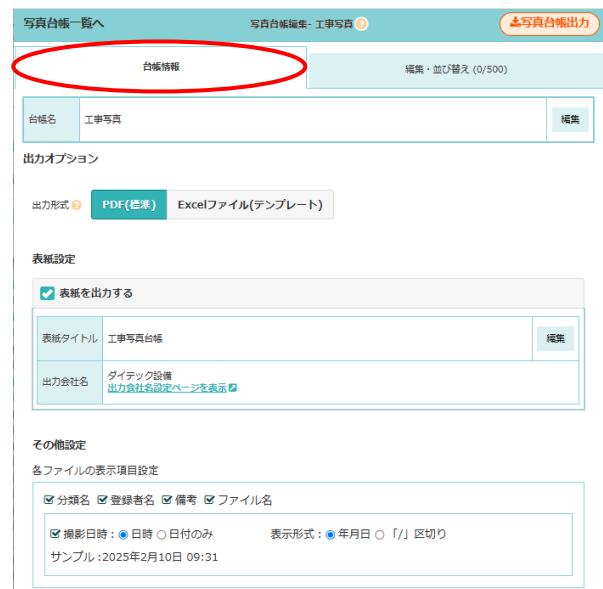 写真台帳一覧へ 写真台帳編集- 工事写真 写真台帳出力
台帳情報 編集・並び替え (0/500)
台帳名 工事写真 編集
出力オプション
出力形式 ? PDF(標準) Excelファイル(テンプレート)
表紙設定
表紙を出力する
表紙タイトル 工事写真台帳 編集
出力会社名 ダイテック設備
出力会社名設定ページを表示
その他設定
各ファイルの表示項目設定
分類名 登録者名 備考 ファイル名
撮影日時 : 日時 日付のみ 表示形式 : 年月日 「/」区切り
サンプル :2025年2月10日 09:31